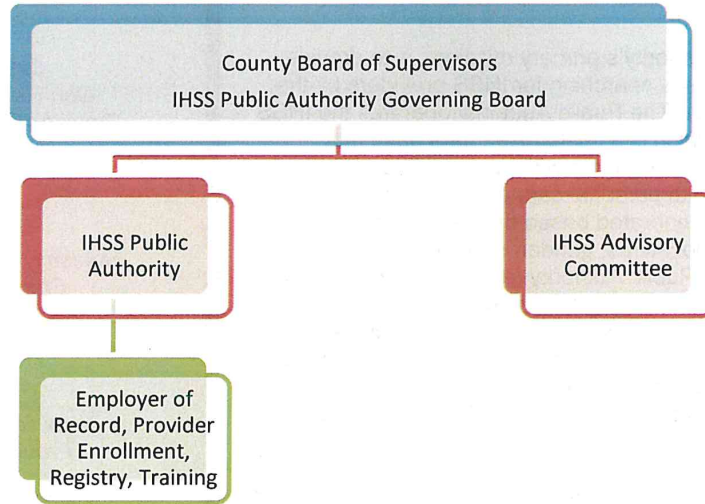 County Board of Supervisors
IHSS Public Authority Governing Board
IHSS Public
Authority
IHSS Advisory
Committee
Employer of
Record, Provider
Enrollment,
Registry, Training